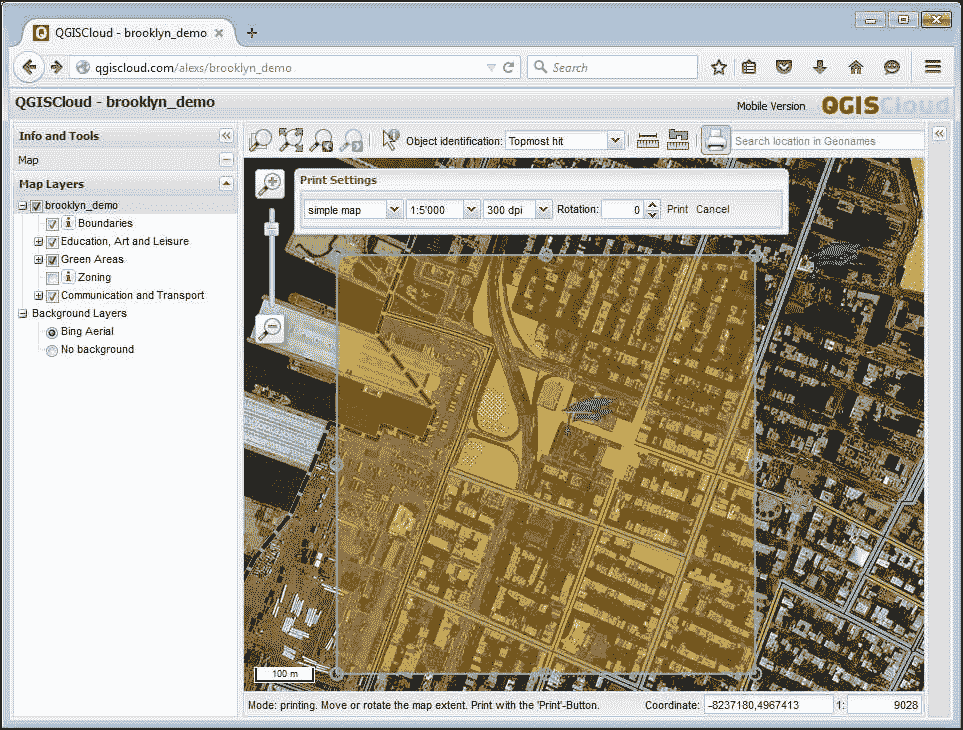 QGISCloud - brooklyn_demo
qgiscloud.com/alexs/brooklyn_demo
Search
QGISCloud - brooklyn_demo
Mobile Version
QGISCloud
Info and Tools
Object identification: Topmost hit
Search location in Geonames
Map
Map Layers
Print Settings
brooklyn_demo
simple map 1:5'000 300 dpi Rotation: 0 Print Cancel
Boundaries
Education, Art and Leisure
Green Areas
Zoning
Communication and Transport
Background Layers
Bing Aerial
No background
100 m
Mode: printing. Move or rotate the map extent. Print with the 'Print'-Button.
Coordinate: -8237180,4967413 1: 9028